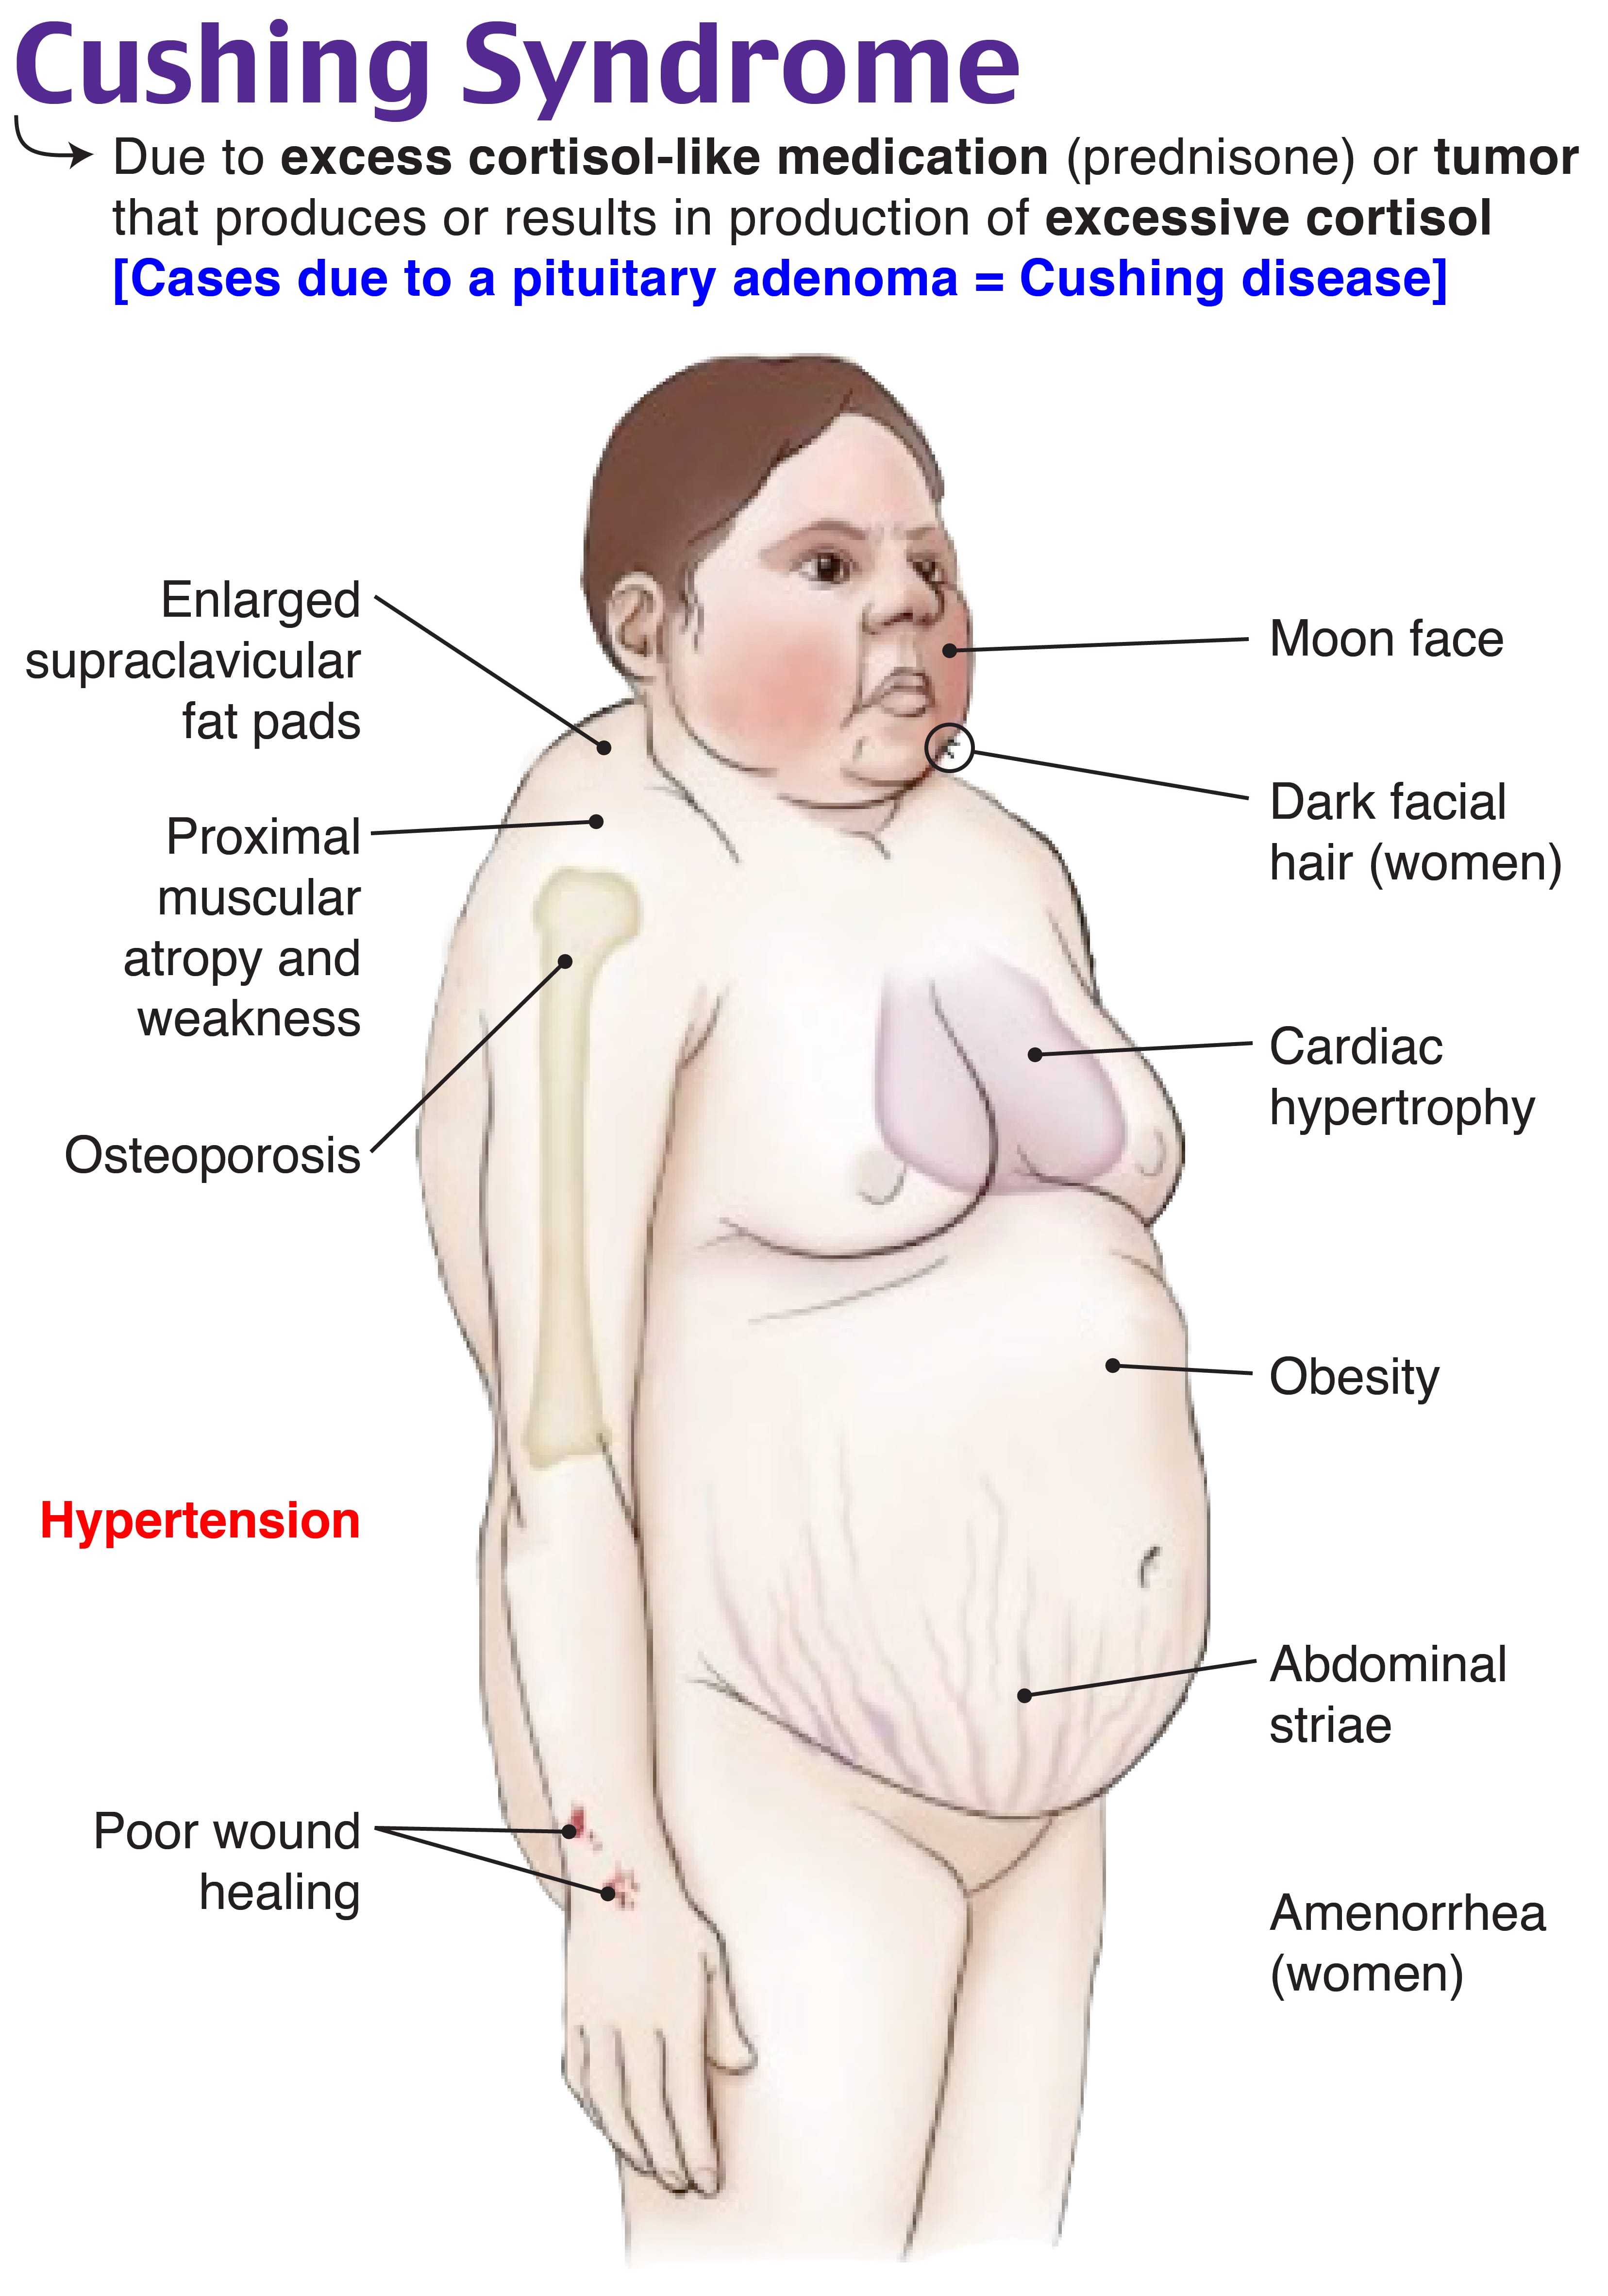 Cushing Syndrome
Due to excess cortisol-like medication (prednisone) or tumor
that produces or results in production of excessive cortisol
[Cases due to a pituitary adenoma = Cushing disease]
Enlarged
supraclavicular
fat pads
Proximal
muscular
atropy and
weakness
Osteoporosis
Hypertension
Poor wound
healing
Moon face
Dark facial
hair (women)
Cardiac
hypertrophy
Obesity
Abdominal
striae
Amenorrhea
(women)